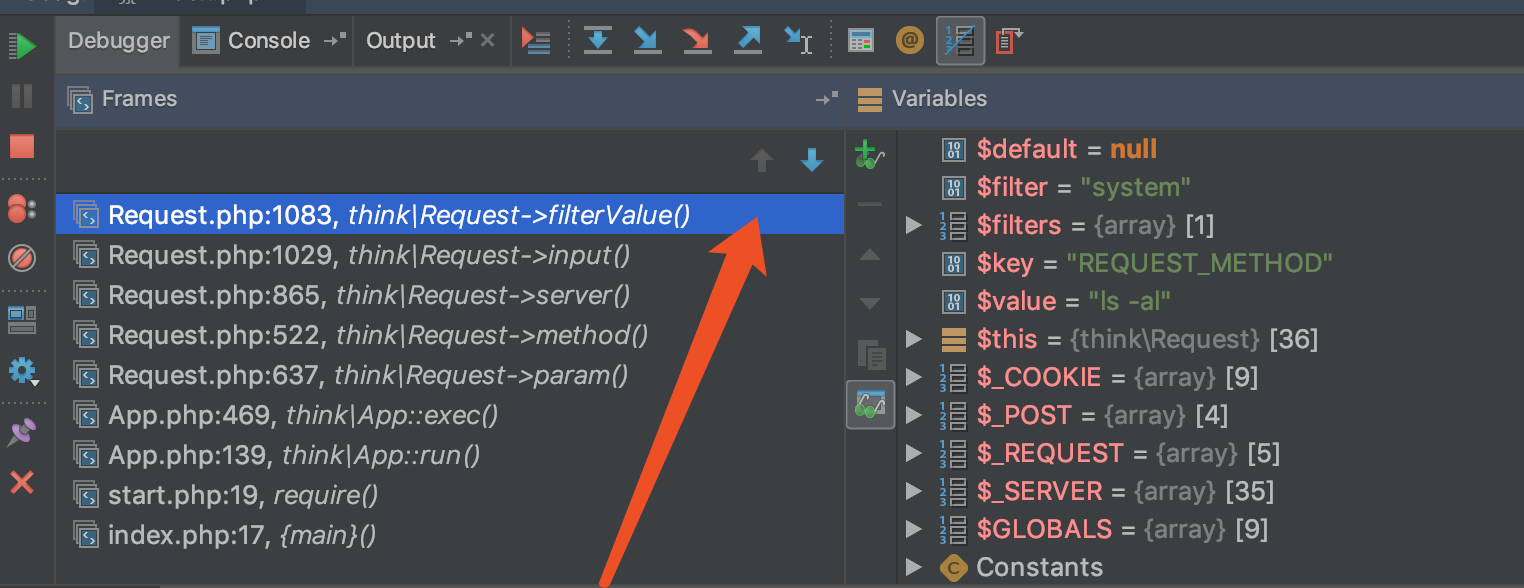 Debugger
Console
Output
Frames
Variables
Request.php:1083, think\Request->filterValue()
Request.php:1029, think\Request->input()
Request.php:865, think\Request->server()
Request.php:522, think\Request->method()
Request.php:637, think\Request->param()
App.php:469, think\App::exec()
App.php:139, think\App::run()
start.php:19, require()
index.php:17, {main}()
$default = null
$filter = "system"
$filters = {array} [1]
$key = "REQUEST_METHOD"
$value = "ls -al"
$this = {think\Request} [36]
$_COOKIE = {array} [9]
$_POST = {array} [4]
$_REQUEST = {array} [5]
$_SERVER = {array} [35]
$GLOBALS = {array} [9]
Constants